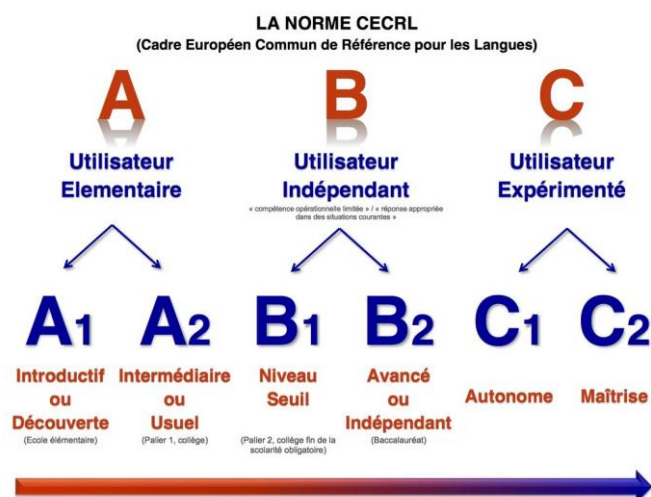 LA NORME CECRL
(Cadre Européen Commun de Référence pour les Langues)
A
B
C
Utilisateur
Elementaire
Utilisateur
Indépendant
« compétence opérationnelle limitée » / « réponse appropriée
dans des situations courantes »
Utilisateur
Expérimenté
A1
A2
B1
B2
C1
C2
Introductif
ou
Découverte
(Ecole élémentaire)
Intermédiaire
ou
Usuel
(Palier 1, collège)
Niveau
Seuil
(Palier 2, collège fin de la
scolarité obligatoire)
Avancé
ou
Indépendant
(Baccalauréat)
Autonome
Maîtrise